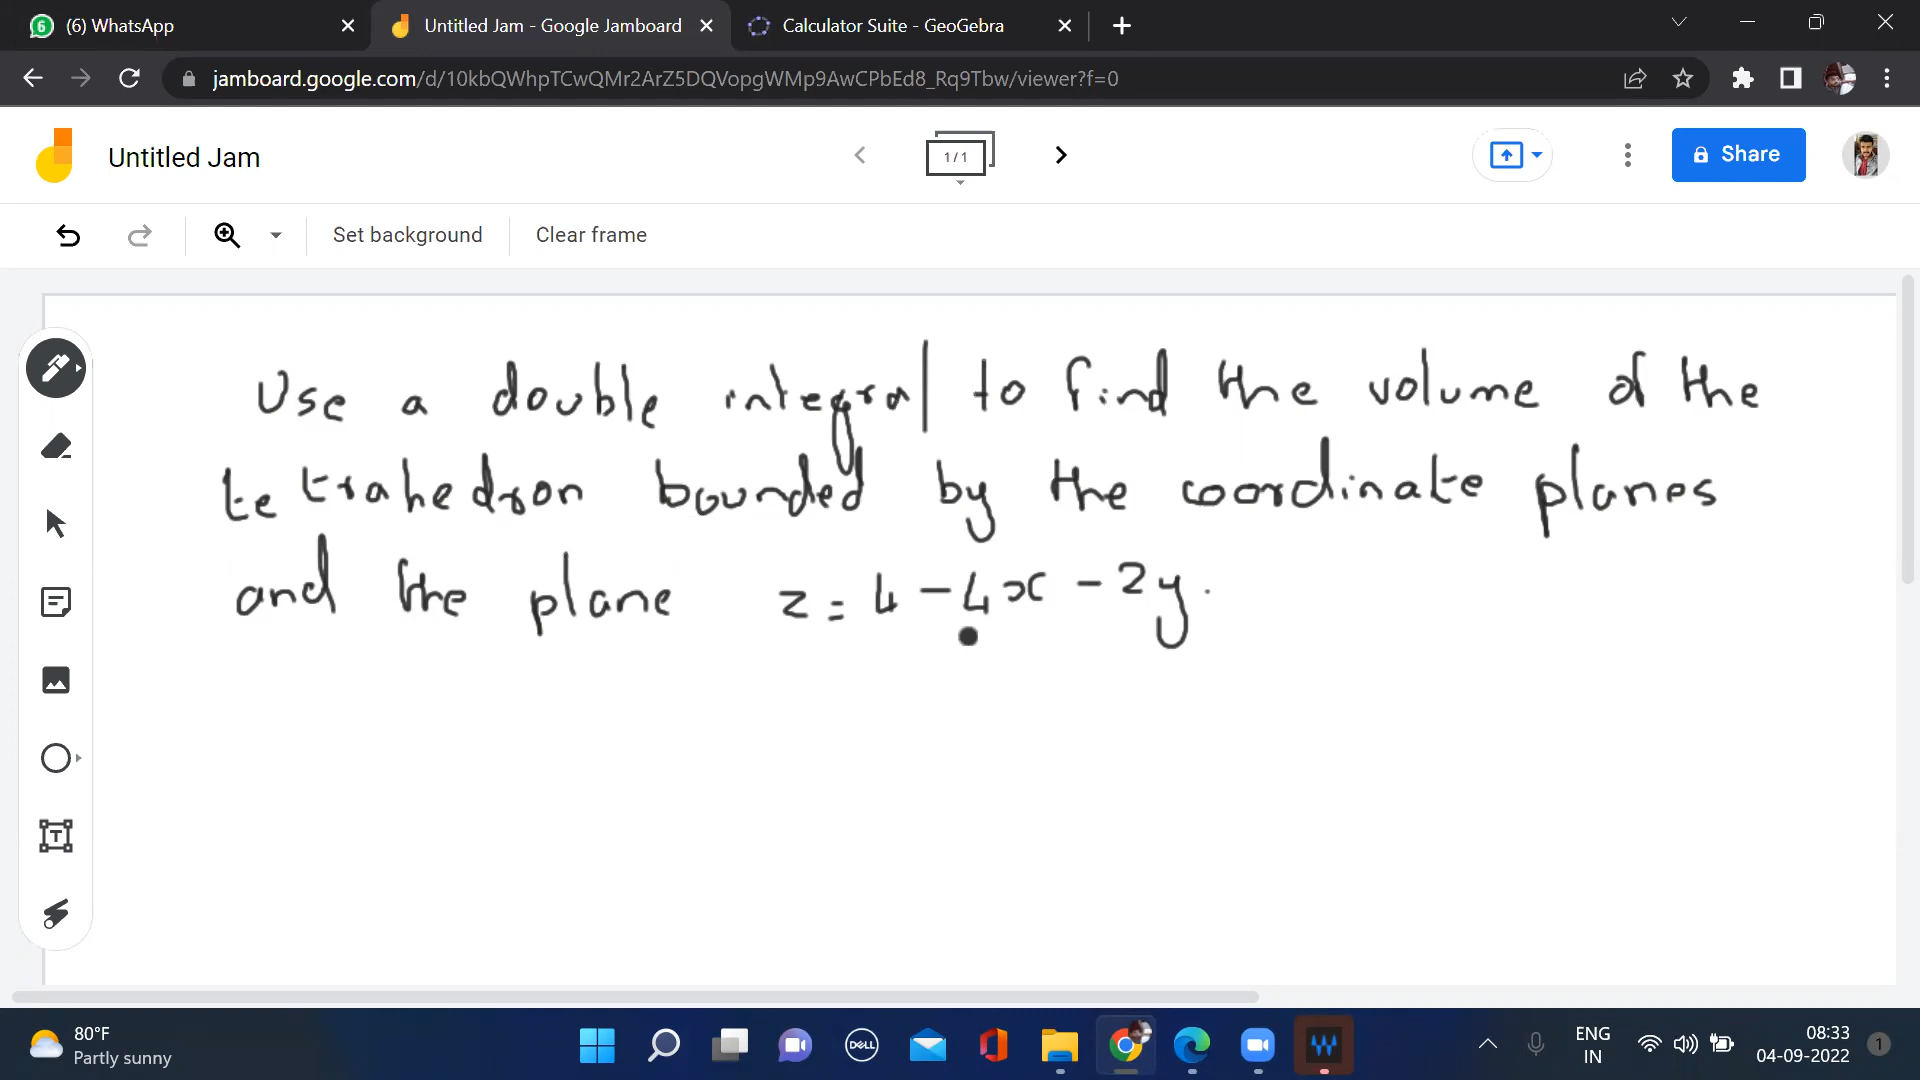 (6) WhatsApp
Untitled Jam - Google Jamboard
Calculator Suite - GeoGebra
jamboard.google.com/d/10kbQWhpTCwQMr2ArZ5DQVopgWMp9AwCPbEd8_Rq9Tbw/viewer?f=0
Untitled Jam
1 / 1
Share
Set background
Clear frame
Use a double integral to find the volume of the
tetrahedron bounded by the coordinate planes
and the plane z = 4 - 4x - 2y.
80°F
Partly sunny
DELL
ENG
IN
08:33
04-09-2022
1